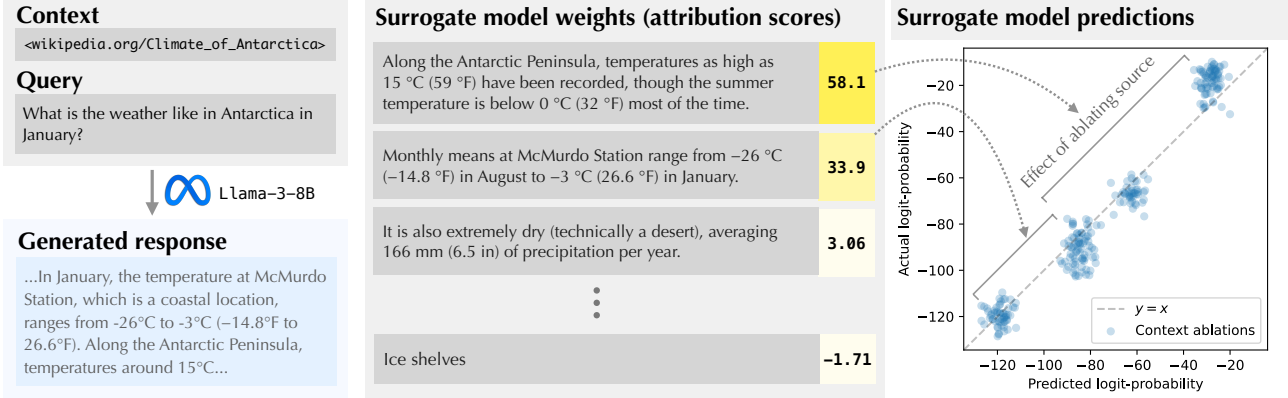 Context
<wikipedia.org/Climate_of_Antarctica>
Query
What is the weather like in Antarctica in
January?
Llama-3-8B
Generated response
...In January, the temperature at McMurdo
Station, which is a coastal location,
ranges from -26°C to -3°C (−14.8°F to
26.6°F). Along the Antarctic Peninsula,
temperatures around 15°C...
Surrogate model weights (attribution scores)
Along the Antarctic Peninsula, temperatures as high as
15 °C (59 °F) have been recorded, though the summer
temperature is below 0 °C (32 °F) most of the time.
58.1
Monthly means at McMurdo Station range from −26 °C
(−14.8 °F) in August to −3 °C (26.6 °F) in January.
33.9
It is also extremely dry (technically a desert), averaging
166 mm (6.5 in) of precipitation per year.
3.06
Ice shelves
−1.71
Surrogate model predictions
Effect of ablating source
Actual logit-probability
−20
−40
−60
−80
−100
−120
y = x
Context ablations
−120 −100 −80 −60 −40 −20
Predicted logit-probability